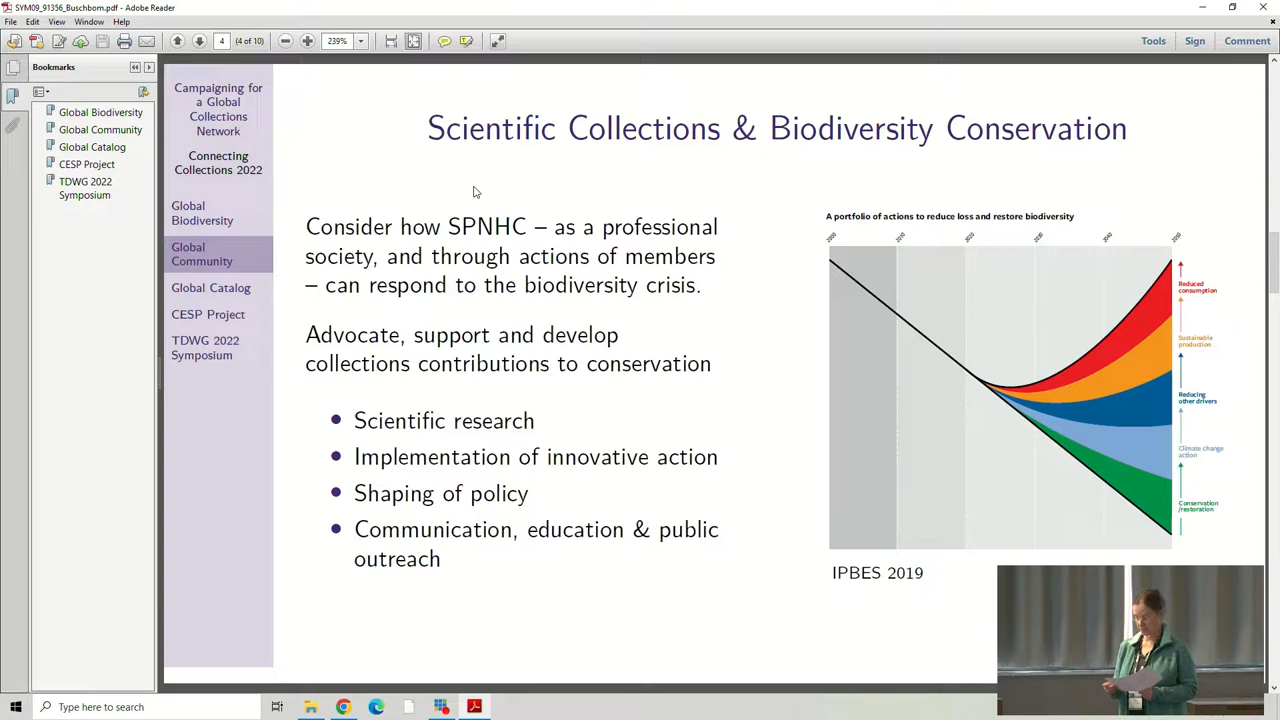 SYM09_91356_Buschbom.pdf - Adobe Reader
File Edit View Window Help
4 (4 of 10) 239% Tools Sign Comment
Bookmarks
Global Biodiversity
Global Community
Global Catalog
CESP Project
TDWG 2022
Symposium
Campaigning for
a Global
Collections
Network
Connecting
Collections 2022
Global
Biodiversity
Global
Community
Global Catalog
CESP Project
TDWG 2022
Symposium
Scientific Collections & Biodiversity Conservation
Consider how SPNHC – as a professional
society, and through actions of members
– can respond to the biodiversity crisis.
Advocate, support and develop
collections contributions to conservation
• Scientific research
• Implementation of innovative action
• Shaping of policy
• Communication, education & public
outreach
A portfolio of actions to reduce loss and restore biodiversity
2000 2010 2020 2030 2040 2050
Reduced
consumption
Sustainable
production
Reducing
other drivers
Climate change
action
Conservation
/restoration
IPBES 2019
Type here to search